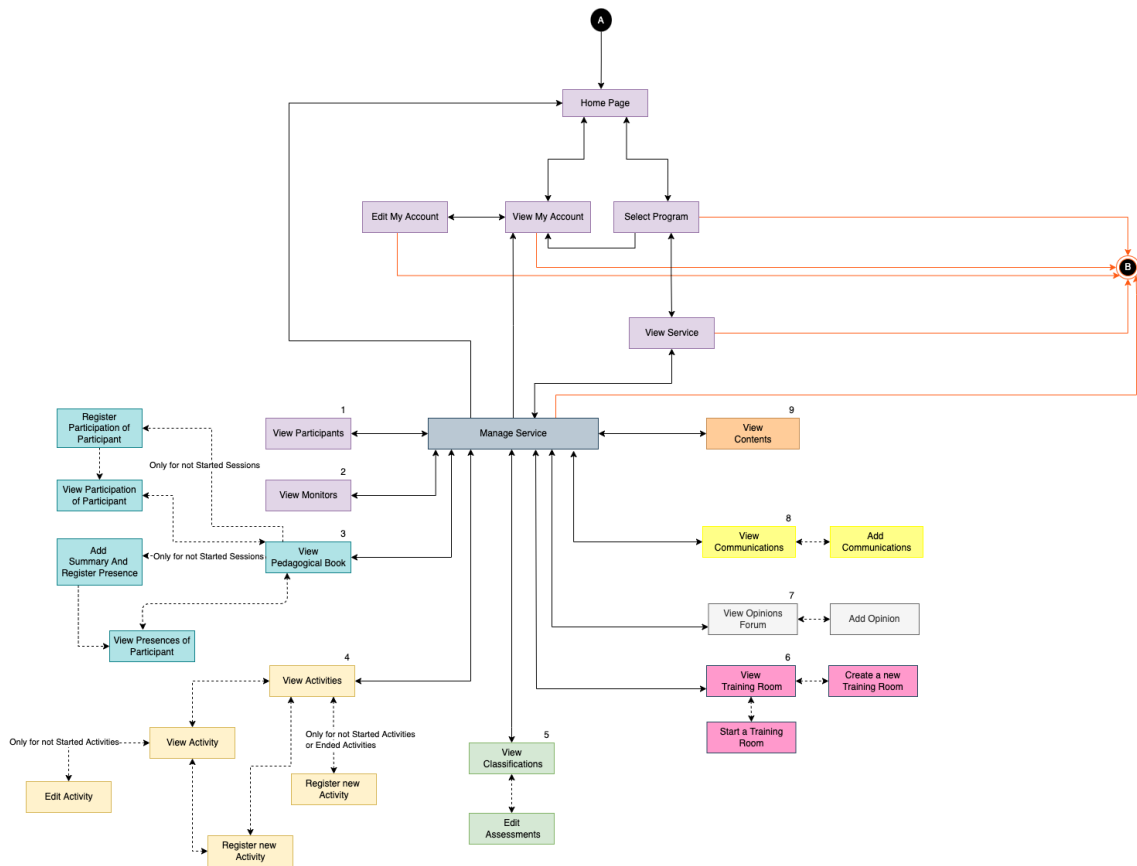 A
Home Page
Edit My Account
View My Account
Select Program
B
View Service
1
9
Register
Participation of
Participant
View Participants
Manage Service
View
Contents
Only for not Started Sessions
2
View Participation
of Participant
View Monitors
8
3
Add
Summary And
Register Presence
Only for not Started Sessions
View
Pedagogical Book
View
Communications
Add
Communications
7
View Opinions
Forum
Add Opinion
View Presences of
Participant
4
6
View Activities
View
Training Room
Create a new
Training Room
Only for not Started Activities
or Ended Activities
Start a Training
Room
Only for not Started Activities
View Activity
5
View
Classifications
Register new
Activity
Edit Activity
Edit
Assessments
Register new
Activity